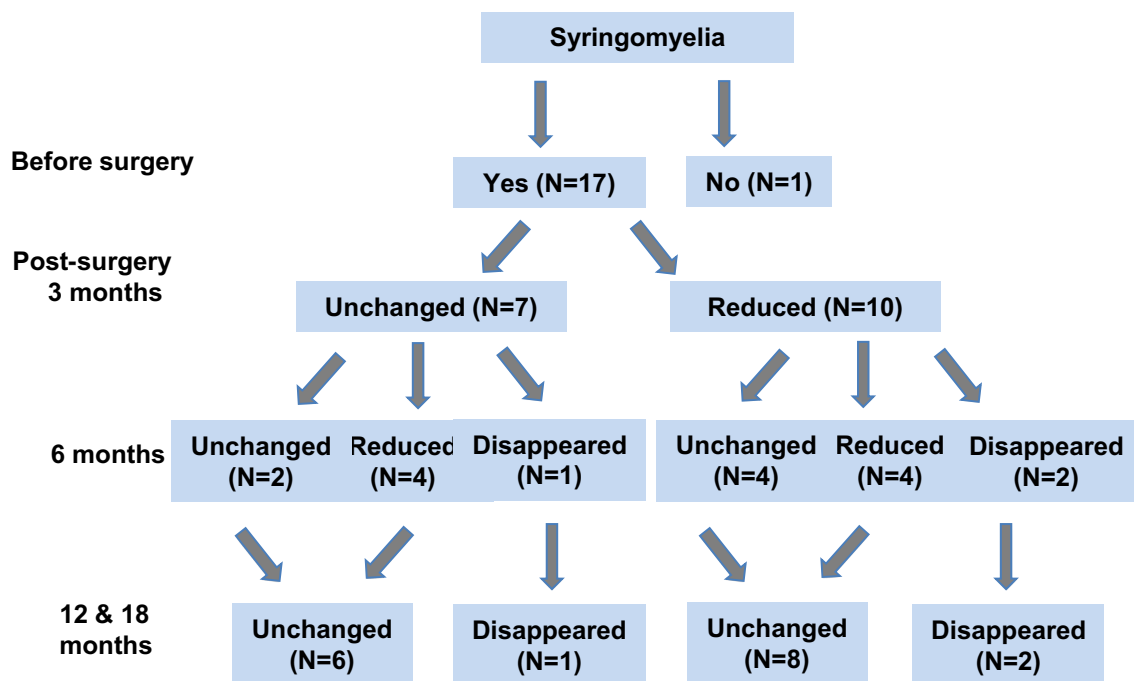 Syringomyelia
Before surgery
Yes (N=17)
No (N=1)
Post-surgery
3 months
Unchanged (N=7)
Reduced (N=10)
6 months
Unchanged
(N=2)
Reduced
(N=4)
Disappeared
(N=1)
Unchanged
(N=4)
Reduced
(N=4)
Disappeared
(N=2)
12 & 18
months
Unchanged
(N=6)
Disappeared
(N=1)
Unchanged
(N=8)
Disappeared
(N=2)